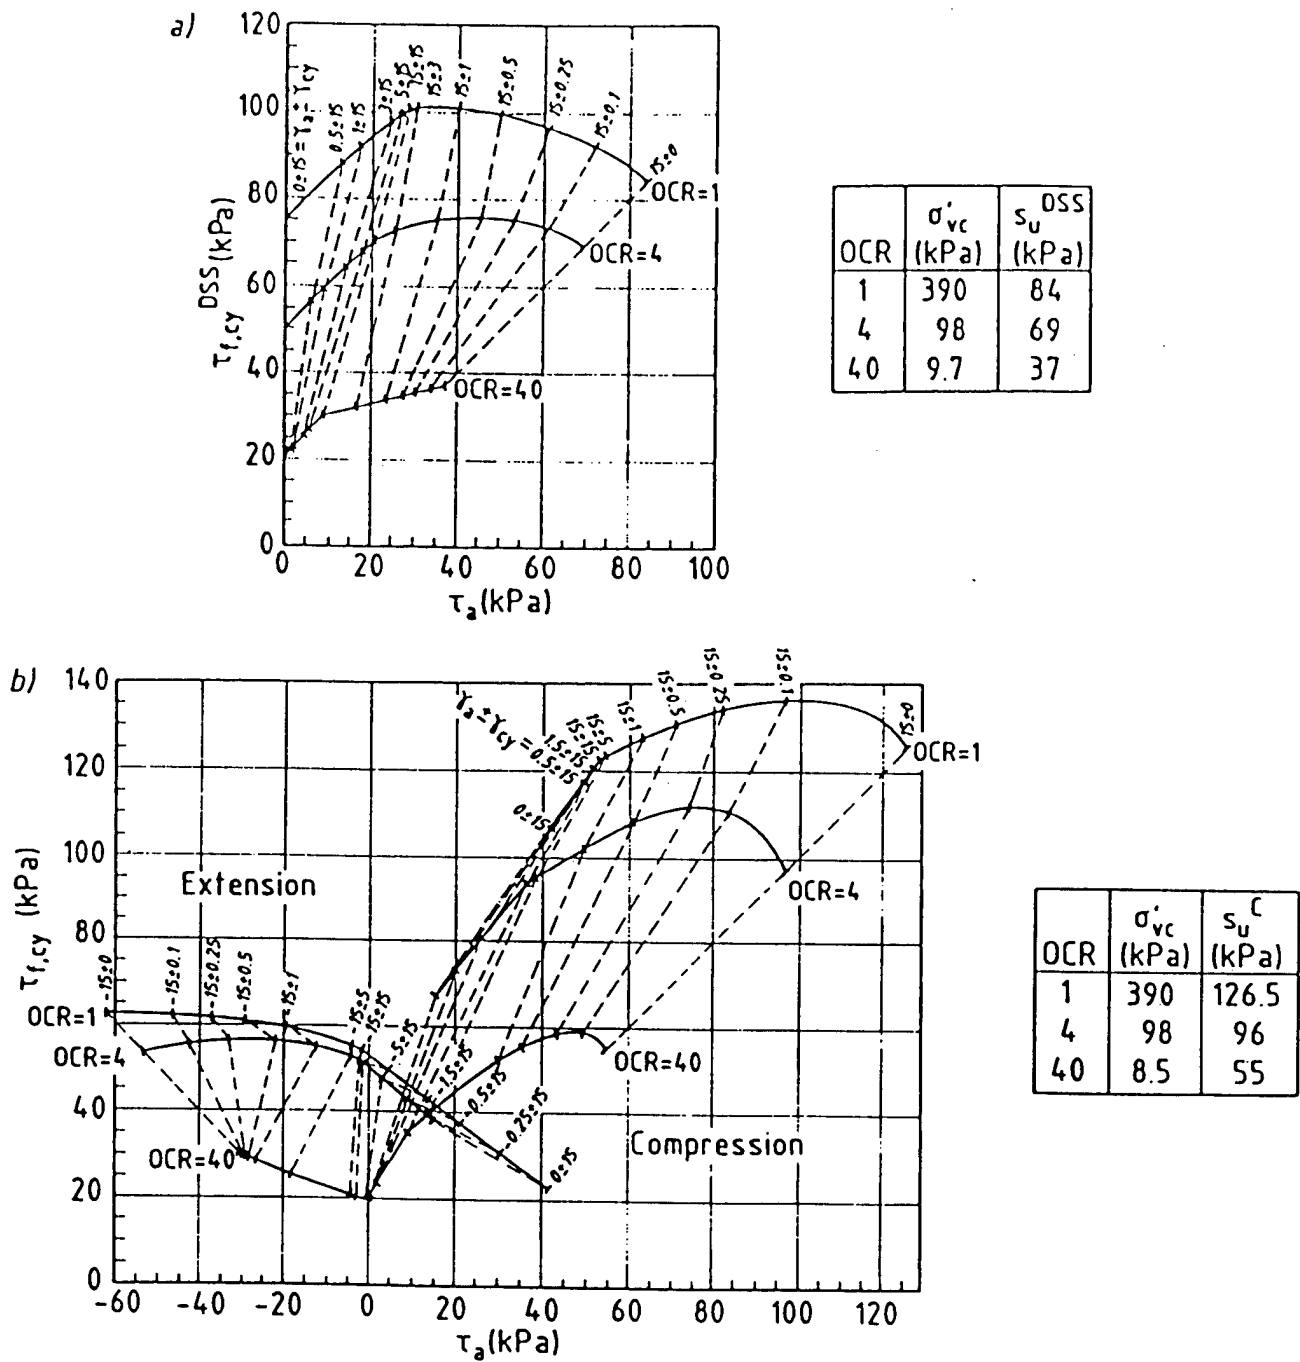 a)
120
100
80
60
40
20
0
τf,cy DSS (kPa)
0±15 = γa ± γcy
0.5±15
1±15
3±15
5±15
15±15
15±3
15±1
15±0.5
15±0.25
15±0.1
15±0
OCR=1
OCR=4
OCR=40
0 20 40 60 80 100
τa(kPa)
OCR σ'vc (kPa) su DSS (kPa)
1 390 84
4 98 69
40 9.7 37
b)
140
120
100
80
40
20
0
τf,cy (kPa)
Extension
Compression
γa ± γcy = 0.5±15
1.5±15
15±15
15±5
15±1
15±0.5
15±0.25
15±0.1
15±0
0±15
OCR=1
OCR=4
OCR=40
-15±0
-15±0.1
-15±0.25
-15±0.5
-15±1
-15±5
-15±15
-5±15
-1.5±15
-0.5±15
-0.25±15
0±15
OCR=1
OCR=4
OCR=40
-60 -40 -20 0 20 40 60 80 100 120
τa(kPa)
OCR σ'vc (kPa) su C (kPa)
1 390 126.5
4 98 96
40 8.5 55